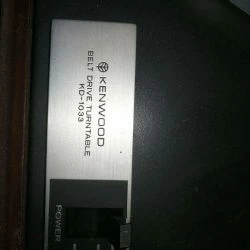 KENWOOD
BELT DRIVE TURNTABLE
KD-1033
POWER